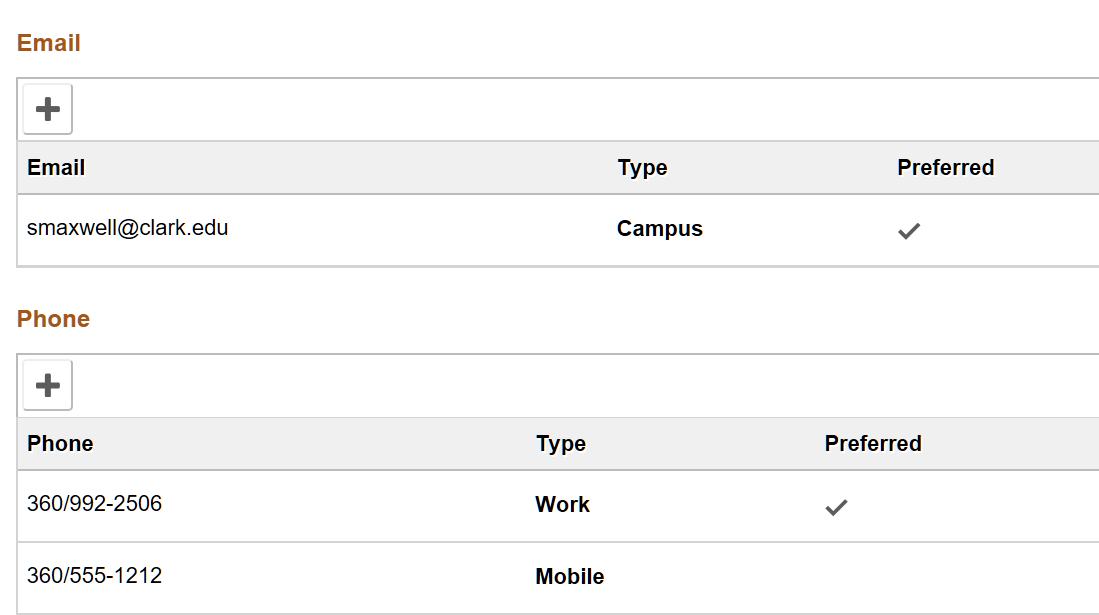 Email
Email Type Preferred
smaxwell@clark.edu Campus
Phone
Phone Type Preferred
360/992-2506 Work
360/555-1212 Mobile